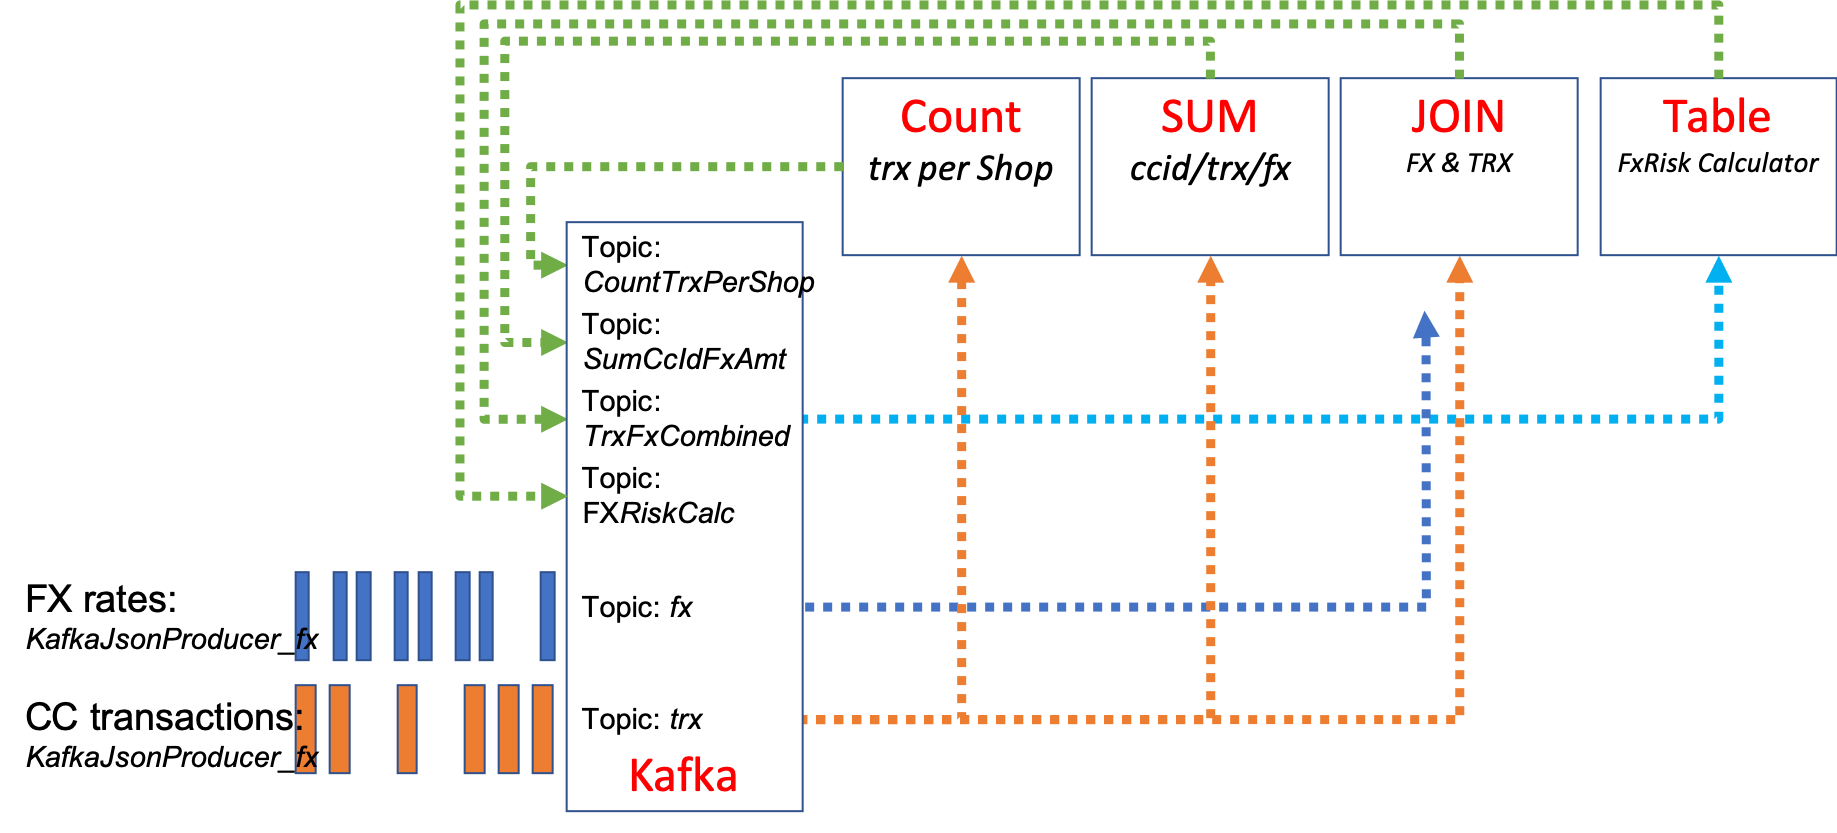 Count
trx per Shop
SUM
ccid/trx/fx
JOIN
FX & TRX
Table
FxRisk Calculator
Topic:
CountTrxPerShop
Topic:
SumCcIdFxAmt
Topic:
TrxFxCombined
Topic:
FXRiskCalc
FX rates:
KafkaJsonProducer_fx
Topic: fx
CC transactions:
KafkaJsonProducer_fx
Topic: trx
Kafka